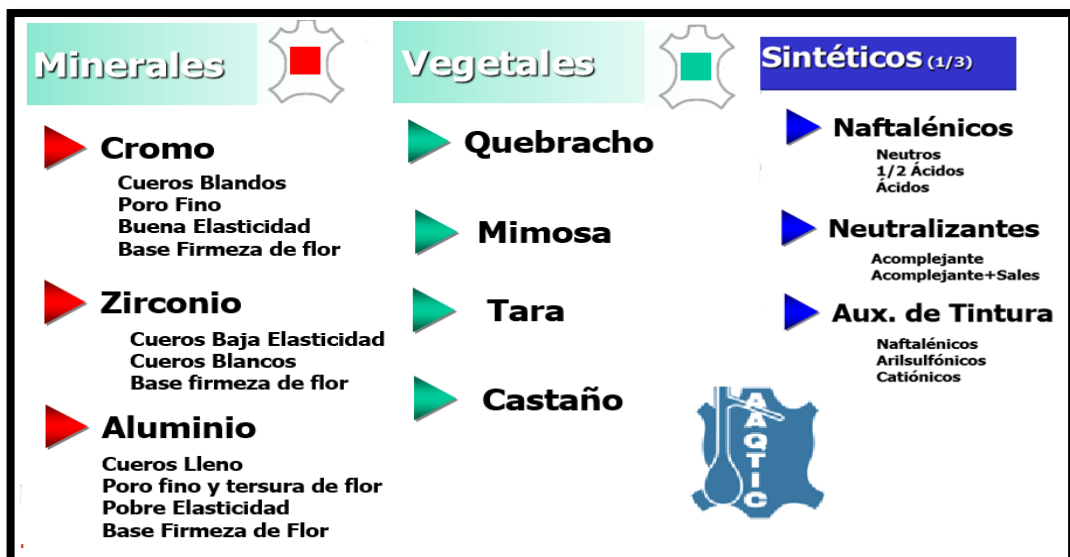 Minerales
Cromo
Cueros Blandos
Poro Fino
Buena Elasticidad
Base Firmeza de flor
Zirconio
Cueros Baja Elasticidad
Cueros Blancos
Base firmeza de flor
Aluminio
Cueros Lleno
Poro fino y tersura de flor
Pobre Elasticidad
Base Firmeza de Flor
Vegetales
Quebracho
Mimosa
Tara
Castaño
Sintéticos (1/3)
Naftalénicos
Neutros
1/2 Ácidos
Ácidos
Neutralizantes
Acomplejante
Acomplejante+Sales
Aux. de Tintura
Naftalénicos
Arilsulfónicos
Catiónicos
AAQTIC